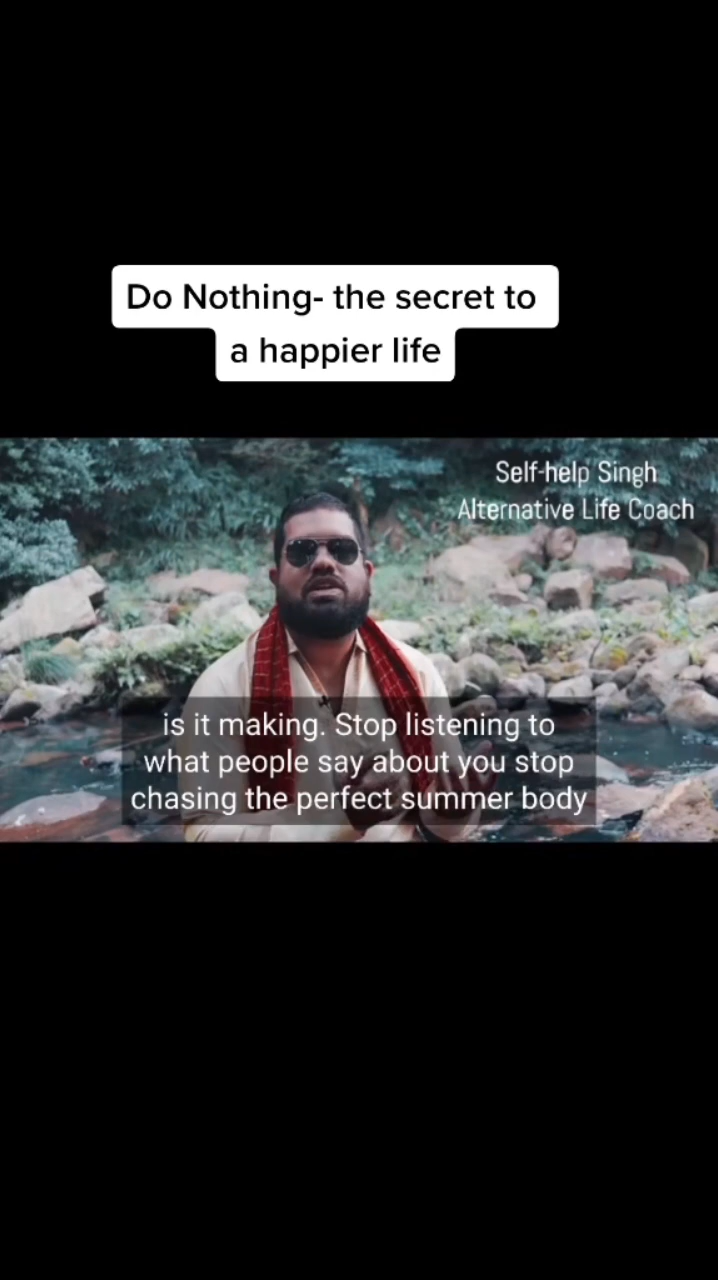 Do Nothing- the secret to
a happier life
Self-help Singh
Alternative Life Coach
is it making. Stop listening to
what people say about you stop
chasing the perfect summer body